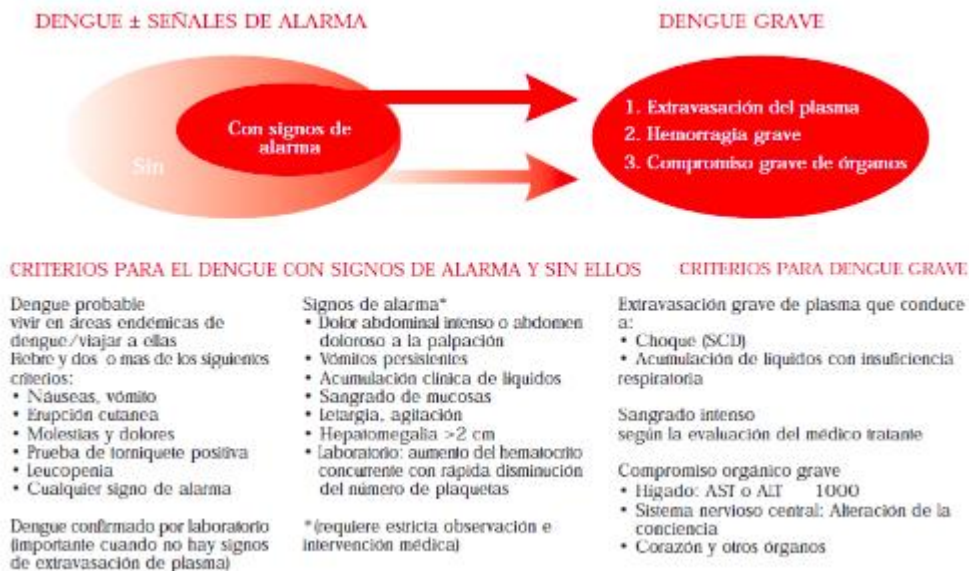 DENGUE ± SEÑALES DE ALARMA
DENGUE GRAVE
Con signos de
alarma
Sin
1. Extravasación del plasma
2. Hemorragia grave
3. Compromiso grave de órganos
CRITERIOS PARA EL DENGUE CON SIGNOS DE ALARMA Y SIN ELLOS
CRITERIOS PARA DENGUE GRAVE
Dengue probable
vivir en áreas endémicas de
dengue/viajar a ellas
Fiebre y dos o mas de los siguientes
criterios:
• Náuseas, vómito
• Erupción cutanea
• Molestias y dolores
• Prueba de torniquete positiva
• Leucopenia
• Cualquier signo de alarma
Dengue confirmado por laboratorio
(importante cuando no hay signos
de extravasación de plasma)
Signos de alarma*
• Dolor abdominal intenso o abdomen
doloroso a la palpación
• Vómitos persistentes
• Acumulación clínica de líquidos
• Sangrado de mucosas
• Letargia, agitación
• Hepatomegalia >2 cm
• Laboratorio: aumento del hematocrito
concurrente con rápida disminución
del número de plaquetas
*(requiere estricta observación e
intervención médica)
Extravasación grave de plasma que conduce
a:
• Choque (SCD)
• Acumulación de líquidos con insuficiencia
respiratoria
Sangrado intenso
según la evaluación del médico tratante
Compromiso orgánico grave
• Hígado: AST o ALT 1000
• Sistema nervioso central: Alteración de la
conciencia
• Corazón y otros órganos